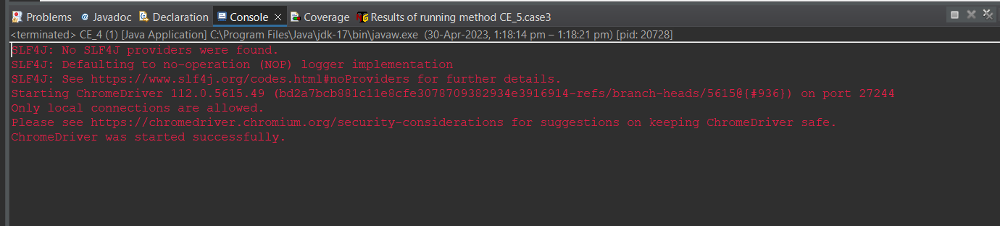 Problems @ Javadoc Declaration Console Coverage Results of running method CE_5.case3
<terminated> CE_4 (1) [Java Application] C:\Program Files\Java\jdk-17\bin\javaw.exe (30-Apr-2023, 1:18:14 pm – 1:18:21 pm) [pid: 20728]
SLF4J: No SLF4J providers were found.
SLF4J: Defaulting to no-operation (NOP) logger implementation
SLF4J: See https://www.slf4j.org/codes.html#noProviders for further details.
Starting ChromeDriver 112.0.5615.49 (bd2a7bcb881c11e8cfe3078709382934e3916914-refs/branch-heads/5615@{#936}) on port 27244
Only local connections are allowed.
Please see https://chromedriver.chromium.org/security-considerations for suggestions on keeping ChromeDriver safe.
ChromeDriver was started successfully.